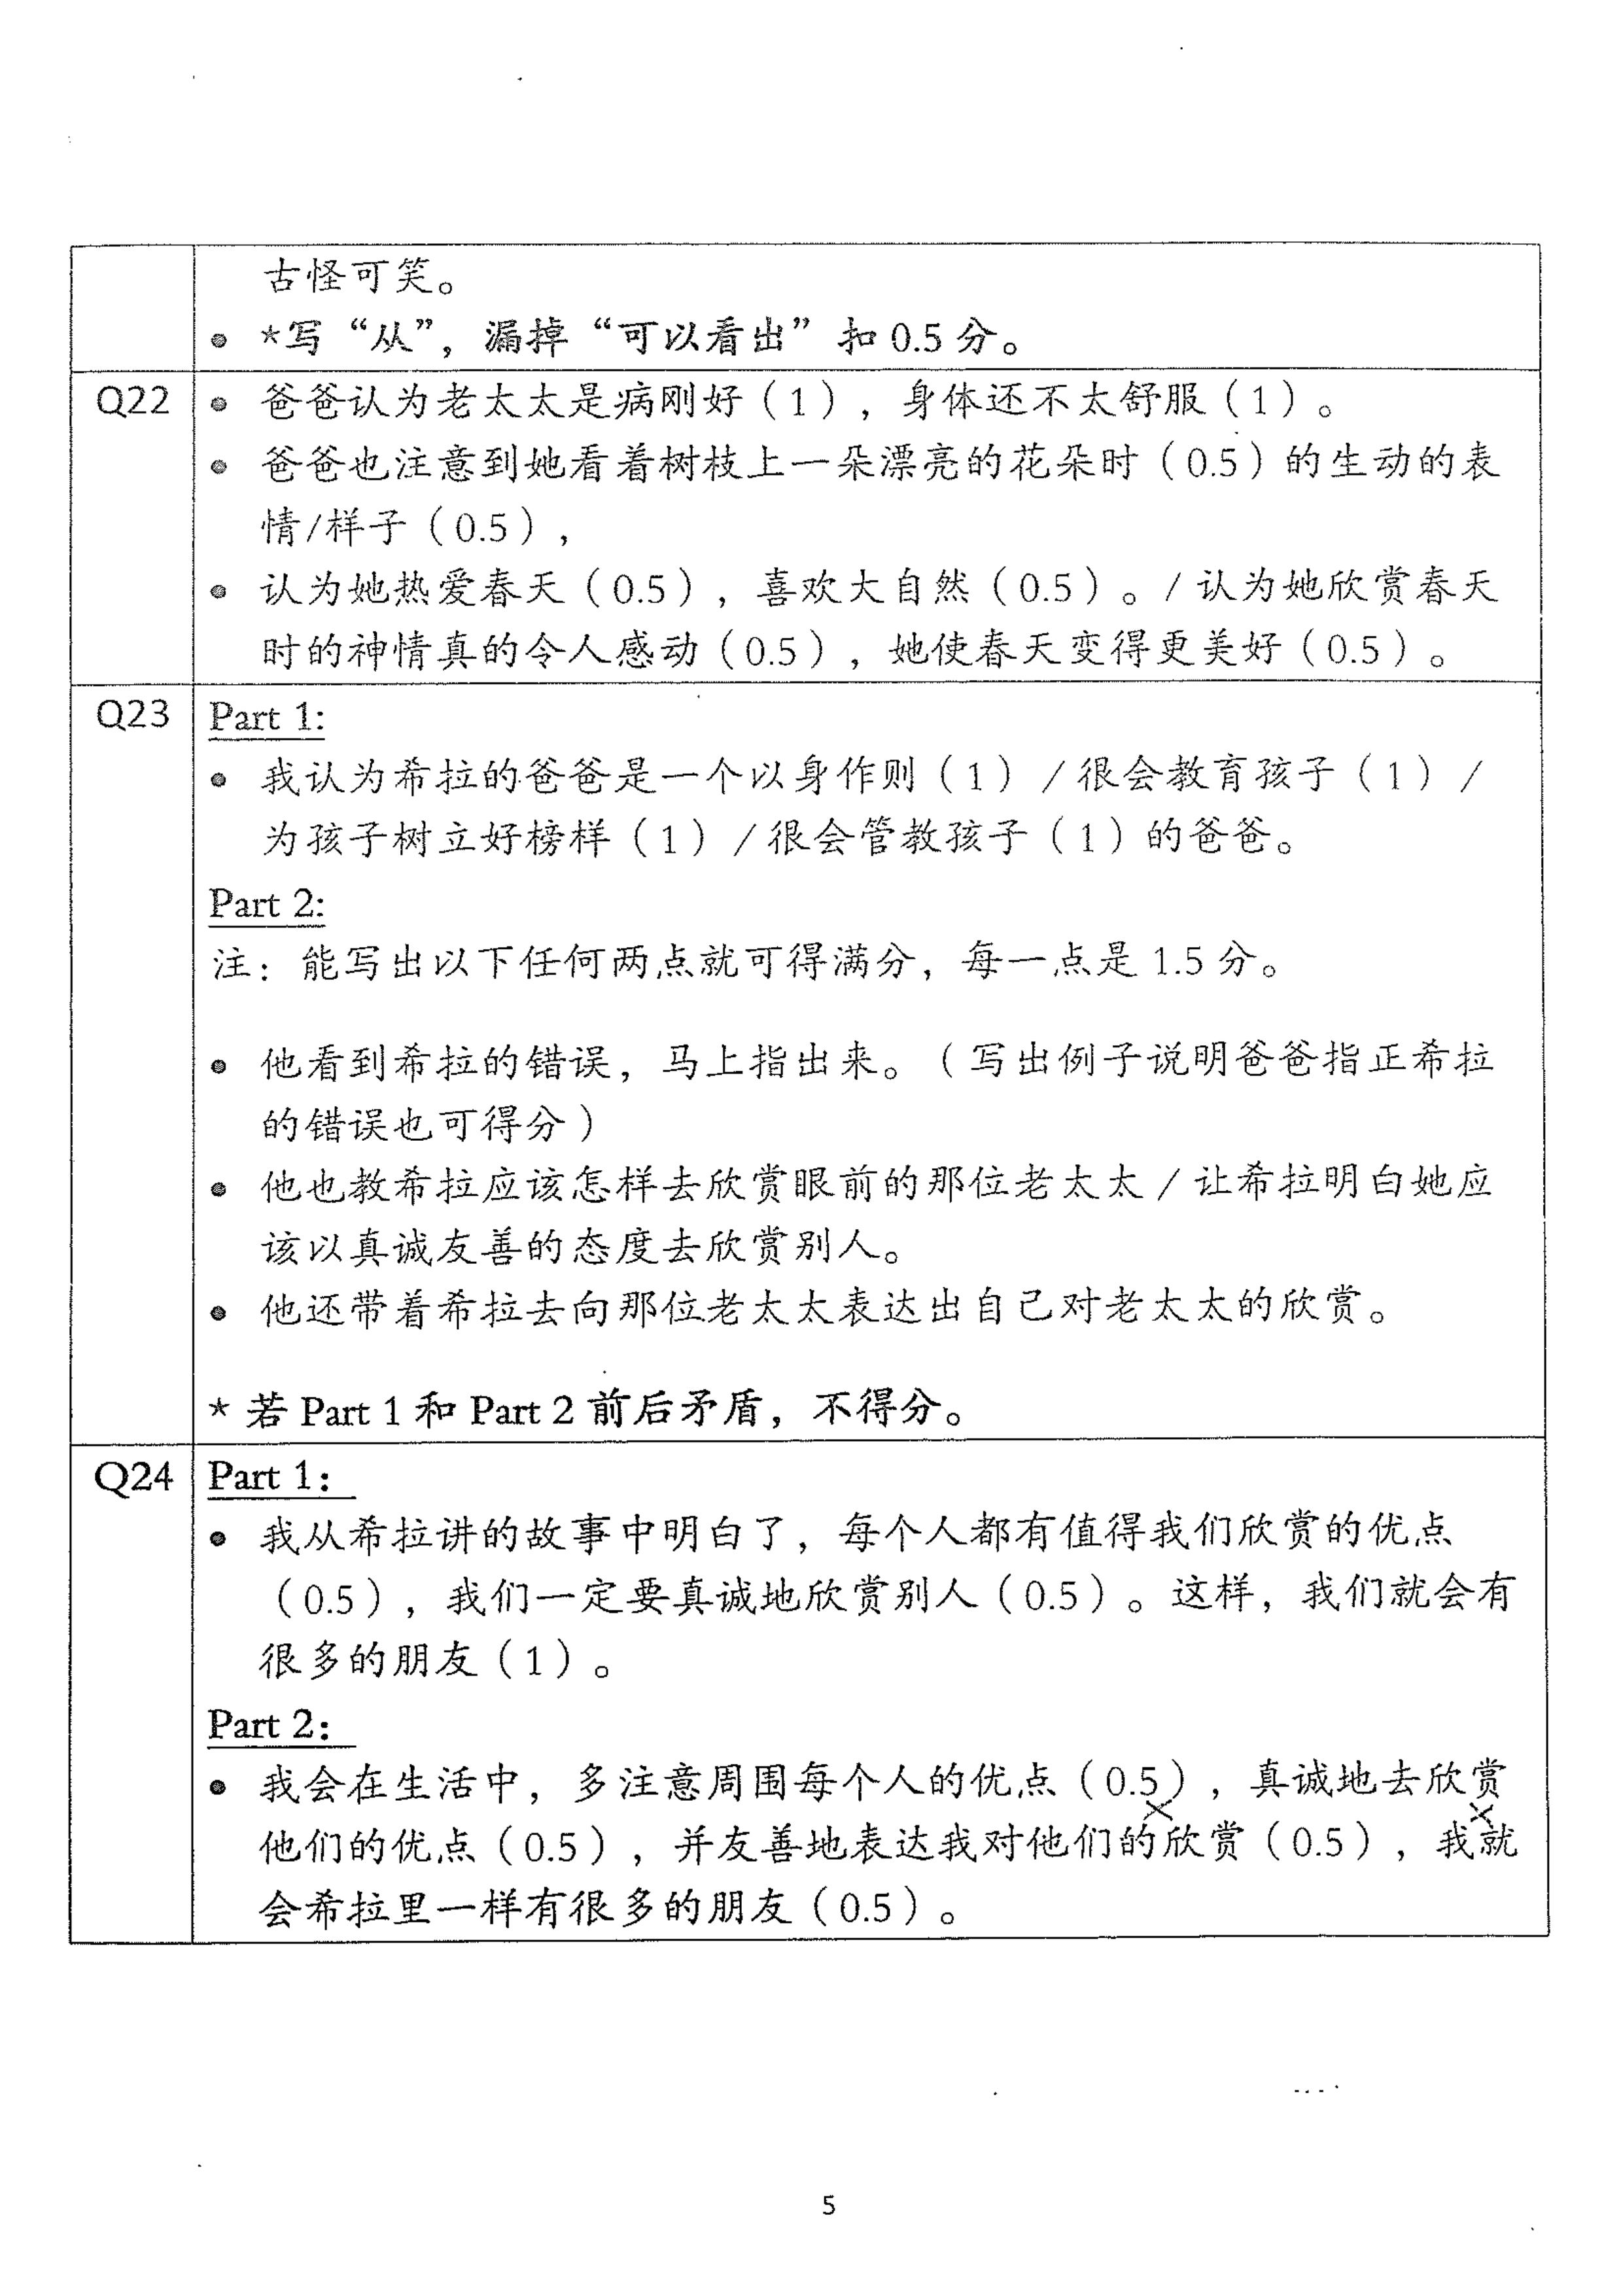 古怪可笑。
• *写“从”，漏掉“可以看出”扣 0.5 分。
Q22
• 爸爸认为老太太是病刚好（1），身体还不太舒服（1）。
• 爸爸也注意到她看着树枝上一朵漂亮的花朵时（0.5）的生动的表
情/样子（0.5），
• 认为她热爱春天（0.5），喜欢大自然（0.5）。/ 认为她欣赏春天
时的神情真的令人感动（0.5），她使春天变得更美好（0.5）。
Q23
Part 1:
• 我认为希拉的爸爸是一个以身作则（1）/很会教育孩子（1）/
为孩子树立好榜样（1）/很会管教孩子（1）的爸爸。
Part 2:
注：能写出以下任何两点就可得满分，每一点是 1.5 分。
• 他看到希拉的错误，马上指出来。（写出例子说明爸爸指正希拉
的错误也可得分）
• 他也教希拉应该怎样去欣赏眼前的那位老太太 / 让希拉明白她应
该以真诚友善的态度去欣赏别人。
• 他还带着希拉去向那位老太太表达出自己对老太太的欣赏。
* 若 Part 1 和 Part 2 前后矛盾，不得分。
Q24
Part 1：
• 我从希拉讲的故事中明白了，每个人都有值得我们欣赏的优点
（0.5），我们一定要真诚地欣赏别人（0.5）。这样，我们就会有
很多的朋友（1）。
Part 2：
• 我会在生活中，多注意周围每个人的优点（0.5），真诚地去欣赏
他们的优点（0.5），并友善地表达我对他们的欣赏（0.5），我就
会希拉里一样有很多的朋友（0.5）。
5